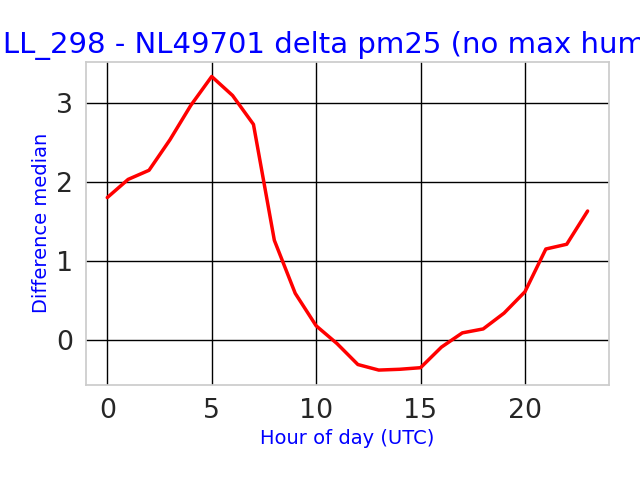 LL_298 - NL49701 delta pm25 (no max hum
3
2
1
0
Difference median
0 5 10 15 20
Hour of day (UTC)